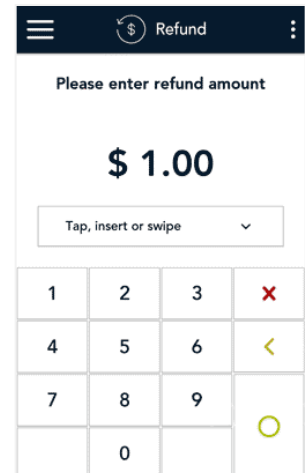 $ Refund
Please enter refund amount
$ 1.00
Tap, insert or swipe
1 2 3
4 5 6
7 8 9
0